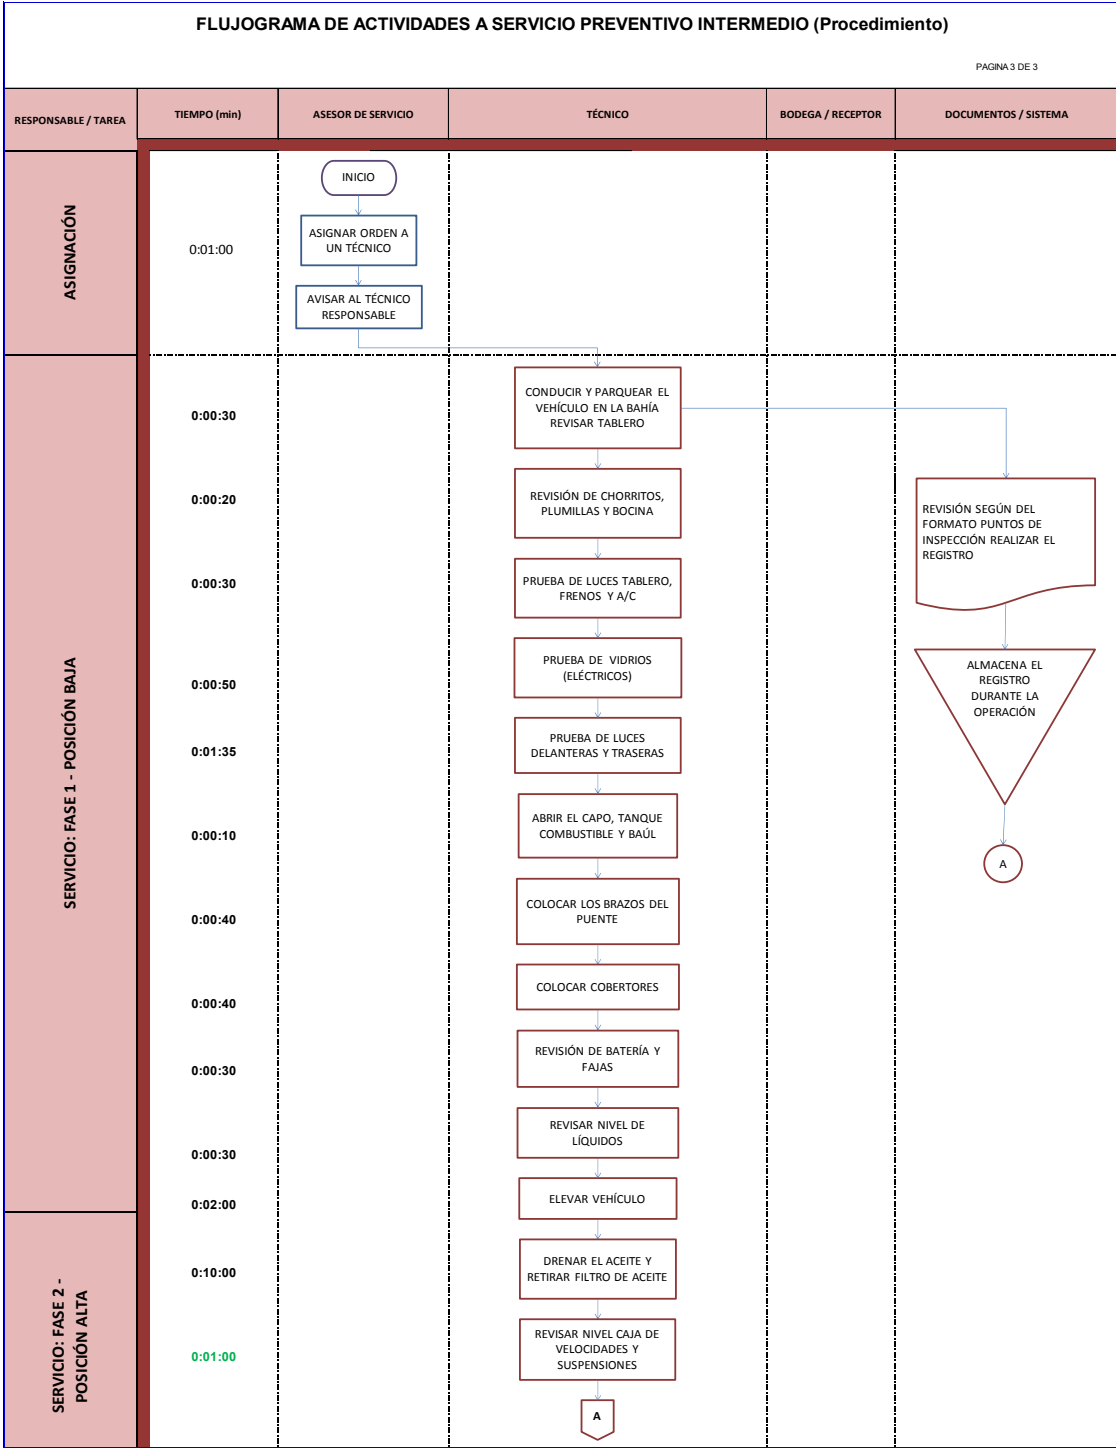 FLUJOGRAMA DE ACTIVIDADES A SERVICIO PREVENTIVO INTERMEDIO (Procedimiento)
PAGINA 3 DE 3
RESPONSABLE / TAREA
TIEMPO (min)
ASESOR DE SERVICIO
TÉCNICO
BODEGA / RECEPTOR
DOCUMENTOS / SISTEMA
ASIGNACIÓN
0:01:00
INICIO
ASIGNAR ORDEN A
UN TÉCNICO
AVISAR AL TÉCNICO
RESPONSABLE
SERVICIO: FASE 1 - POSICIÓN BAJA
0:00:30
CONDUCIR Y PARQUEAR EL
VEHÍCULO EN LA BAHÍA
REVISAR TABLERO
0:00:20
REVISIÓN DE CHORRITOS,
PLUMILLAS Y BOCINA
REVISIÓN SEGÚN DEL
FORMATO PUNTOS DE
INSPECCIÓN REALIZAR EL
REGISTRO
0:00:30
PRUEBA DE LUCES TABLERO,
FRENOS Y A/C
0:00:50
PRUEBA DE VIDRIOS
(ELÉCTRICOS)
ALMACENA EL
REGISTRO
DURANTE LA
OPERACIÓN
0:01:35
PRUEBA DE LUCES
DELANTERAS Y TRASERAS
0:00:10
ABRIR EL CAPO, TANQUE
COMBUSTIBLE Y BAÚL
A
0:00:40
COLOCAR LOS BRAZOS DEL
PUENTE
0:00:40
COLOCAR COBERTORES
0:00:30
REVISIÓN DE BATERÍA Y
FAJAS
0:00:30
REVISAR NIVEL DE
LÍQUIDOS
0:02:00
ELEVAR VEHÍCULO
SERVICIO: FASE 2 -
POSICIÓN ALTA
0:10:00
DRENAR EL ACEITE Y
RETIRAR FILTRO DE ACEITE
0:01:00
REVISAR NIVEL CAJA DE
VELOCIDADES Y
SUSPENSIONES
A